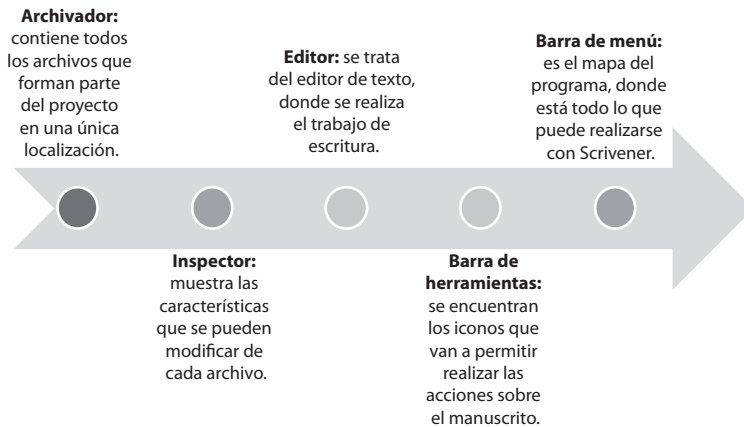 Archivador:
contiene todos
los archivos que
forman parte
del proyecto
en una única
localización.
Inspector:
muestra las
características
que se pueden
modificar de
cada archivo.
Editor: se trata
del editor de texto,
donde se realiza
el trabajo de
escritura.
Barra de
herramientas:
se encuentran
los iconos que
van a permitir
realizar las
acciones sobre
el manuscrito.
Barra de menú:
es el mapa del
programa, donde
está todo lo que
puede realizarse
con Scrivener.